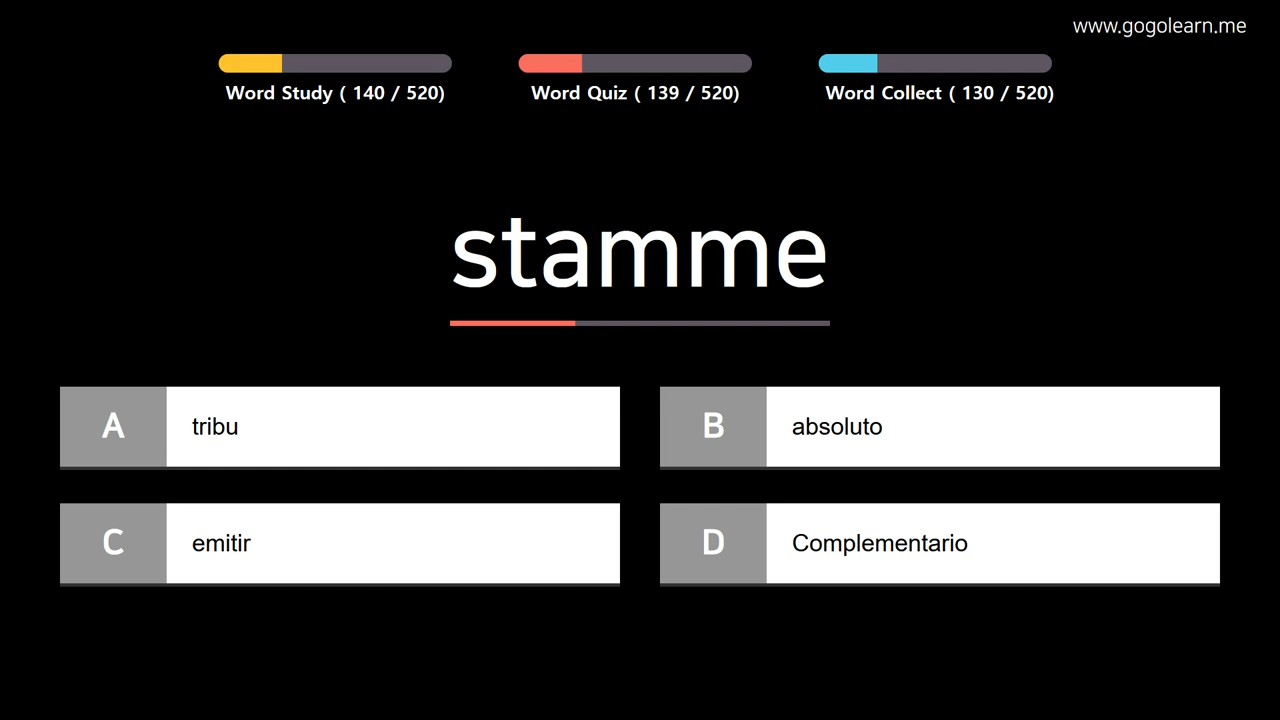 www.gogolearn.me
Word Study ( 140 / 520)
Word Quiz ( 139 / 520)
Word Collect ( 130 / 520)
stamme
A tribu
B absoluto
C emitir
D Complementario